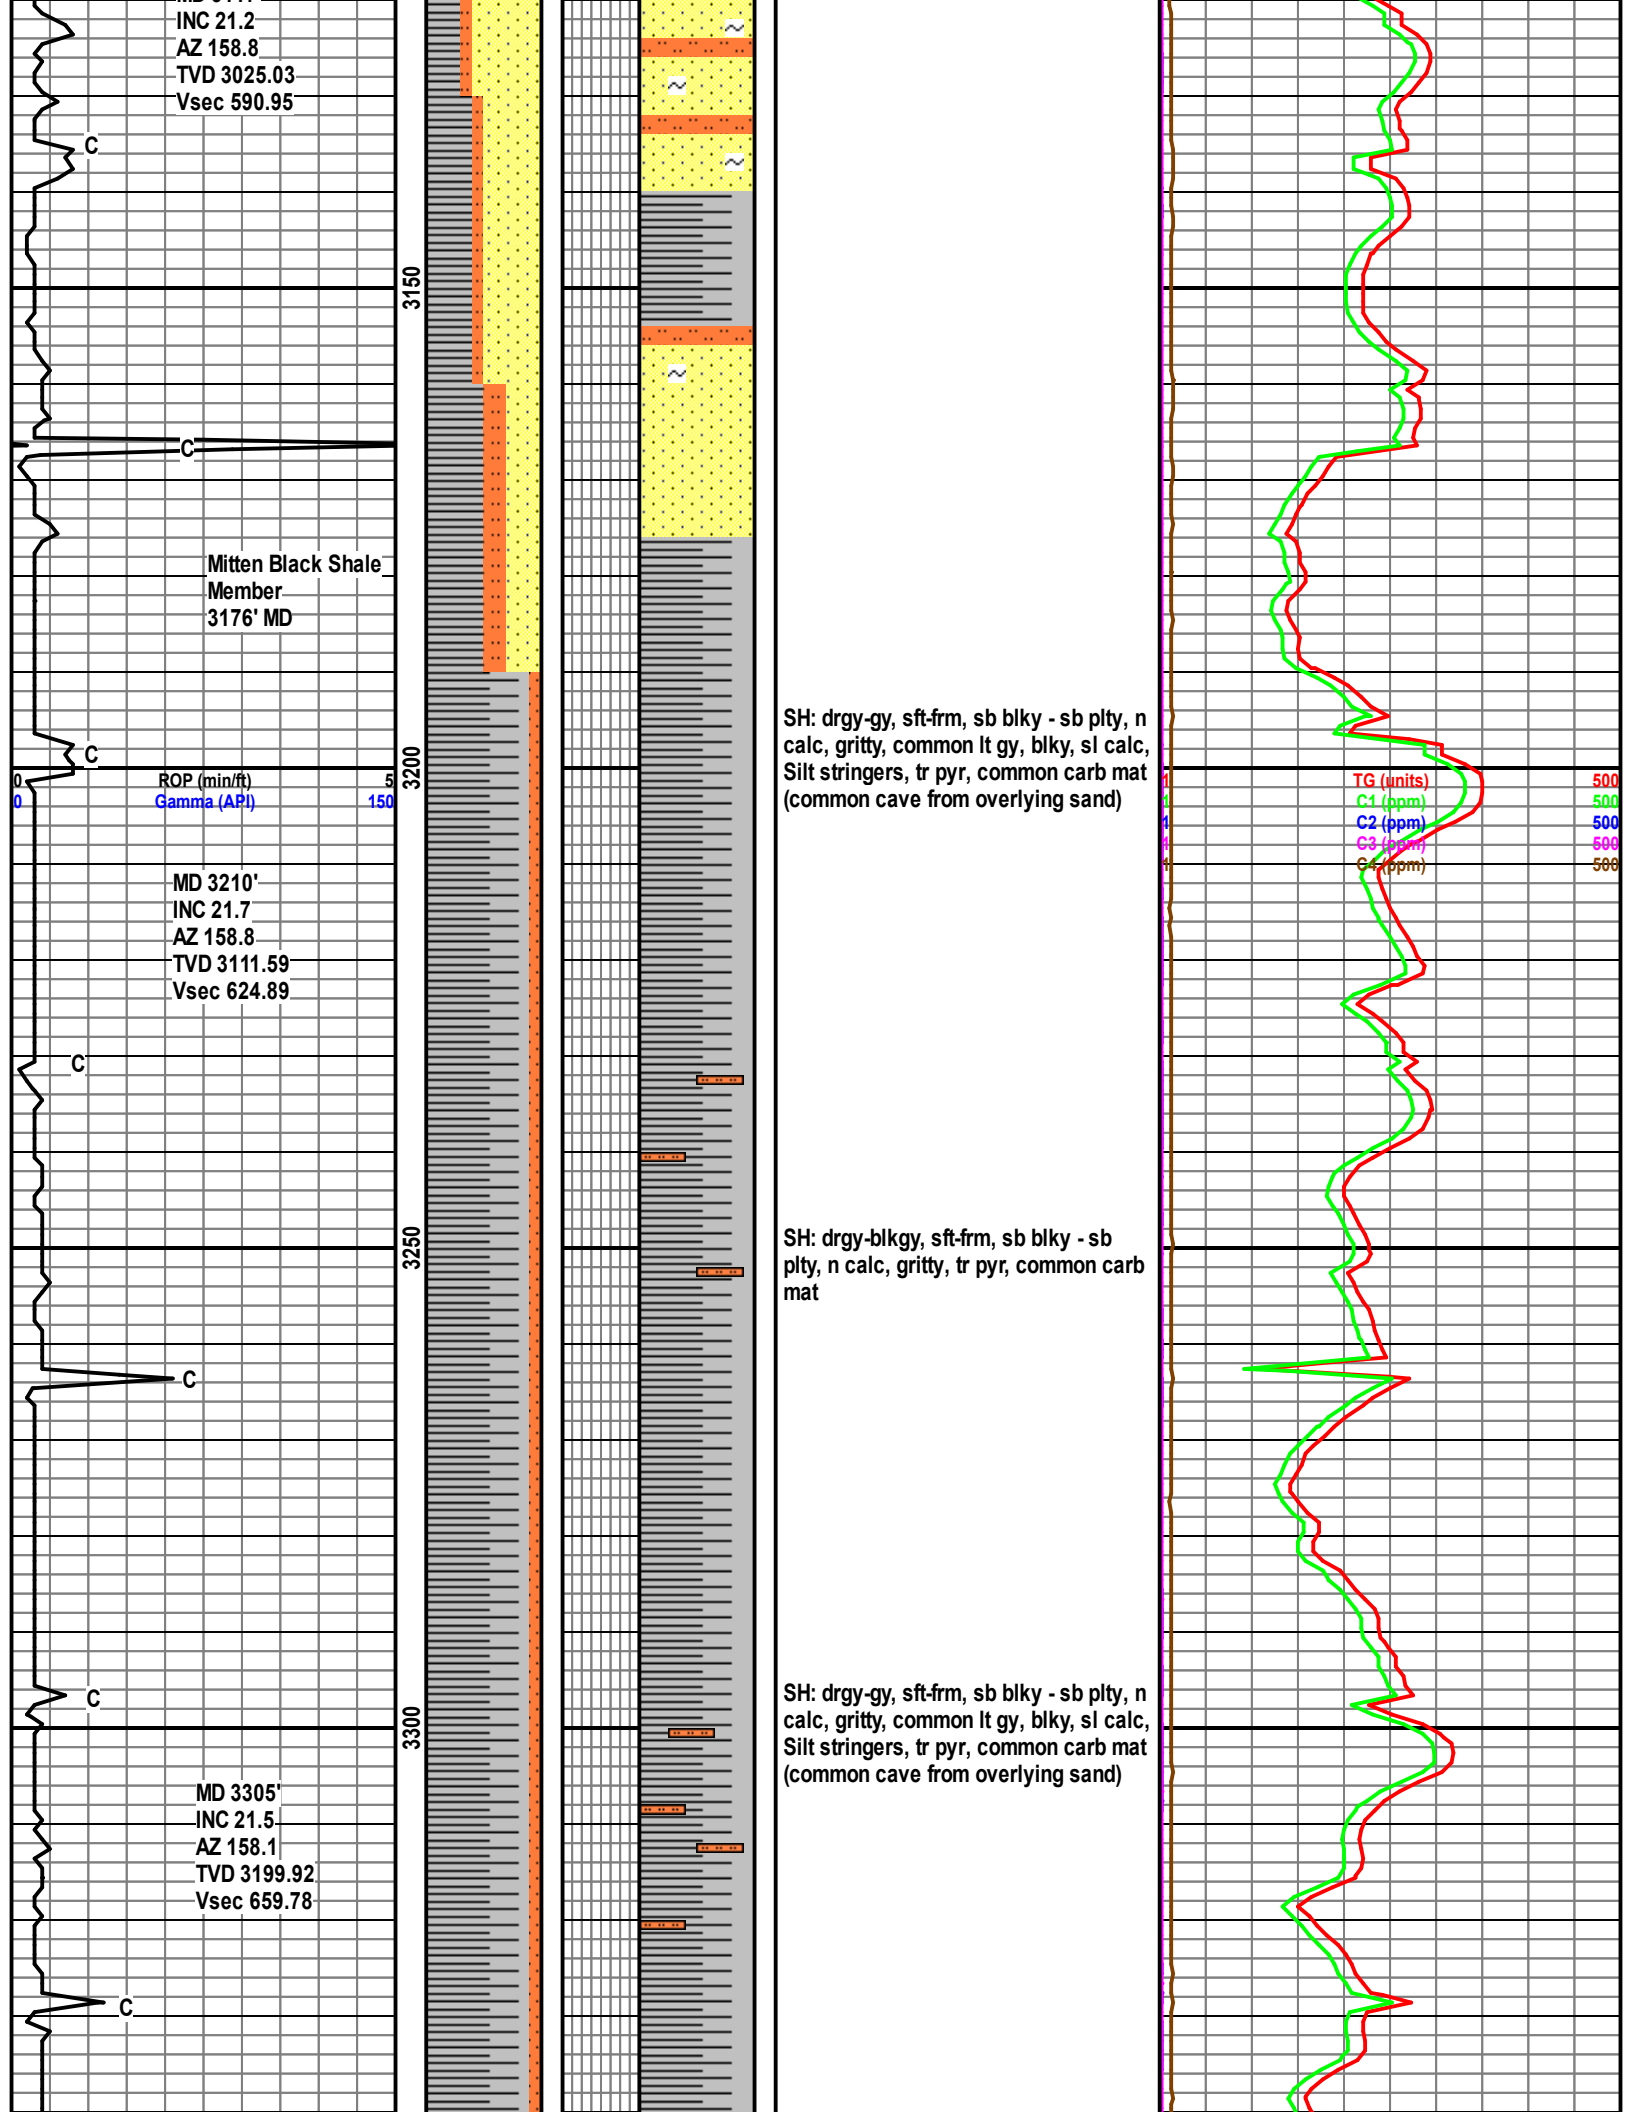 INC 21.2
AZ 158.8
TVD 3025.03
Vsec 590.95
C
3150
C
Mitten Black Shale
Member
3176' MD
C
3200
0 ROP (min/ft) 5
0 Gamma (API) 150
SH: drgy-gy, sft-frm, sb blky - sb plty, n
calc, gritty, common lt gy, blky, sl calc,
Silt stringers, tr pyr, common carb mat
(common cave from overlying sand)
1 TG (units) 500
1 C1 (ppm) 500
1 C2 (ppm) 500
1 C3 (ppm) 500
1 C4 (ppm) 500
MD 3210'
INC 21.7
AZ 158.8
TVD 3111.59
Vsec 624.89
C
3250
SH: drgy-blkgy, sft-frm, sb blky - sb
plty, n calc, gritty, tr pyr, common carb
mat
C
C
3300
SH: drgy-gy, sft-frm, sb blky - sb plty, n
calc, gritty, common lt gy, blky, sl calc,
Silt stringers, tr pyr, common carb mat
(common cave from overlying sand)
MD 3305'
INC 21.5
AZ 158.1
TVD 3199.92
Vsec 659.78
C